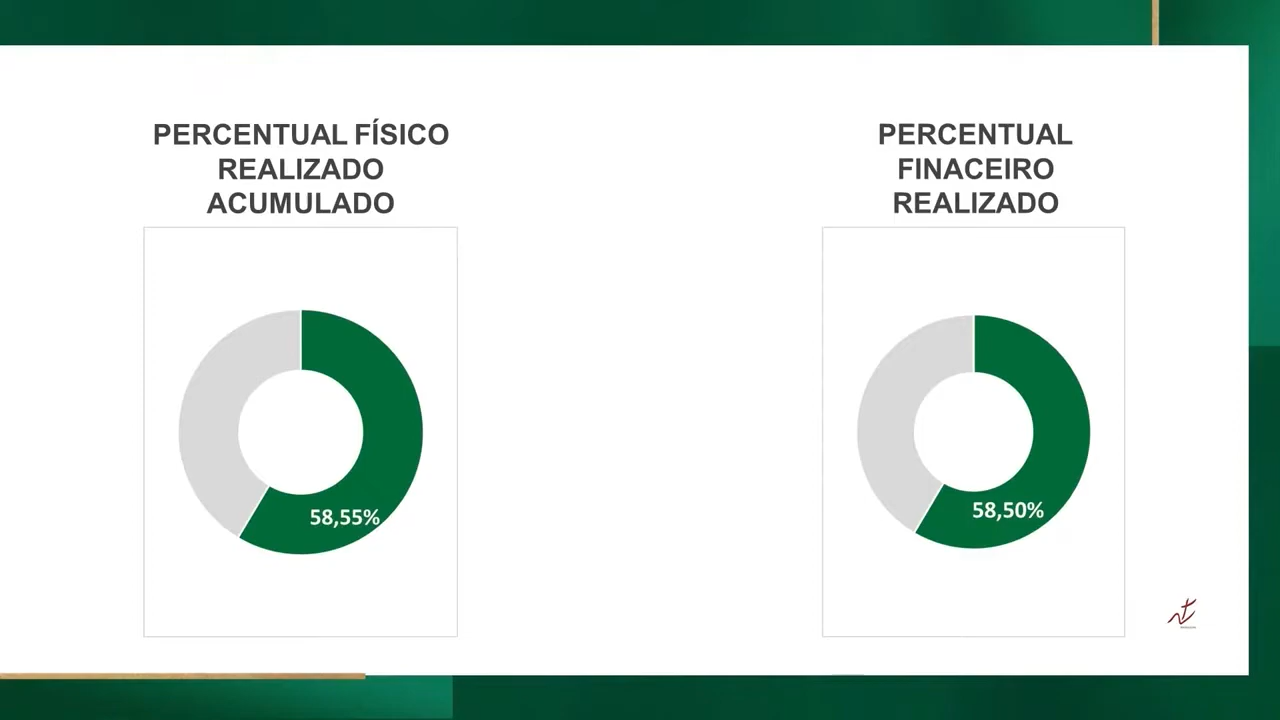 PERCENTUAL FÍSICO
REALIZADO
ACUMULADO
58,55%
PERCENTUAL
FINACEIRO
REALIZADO
58,50%